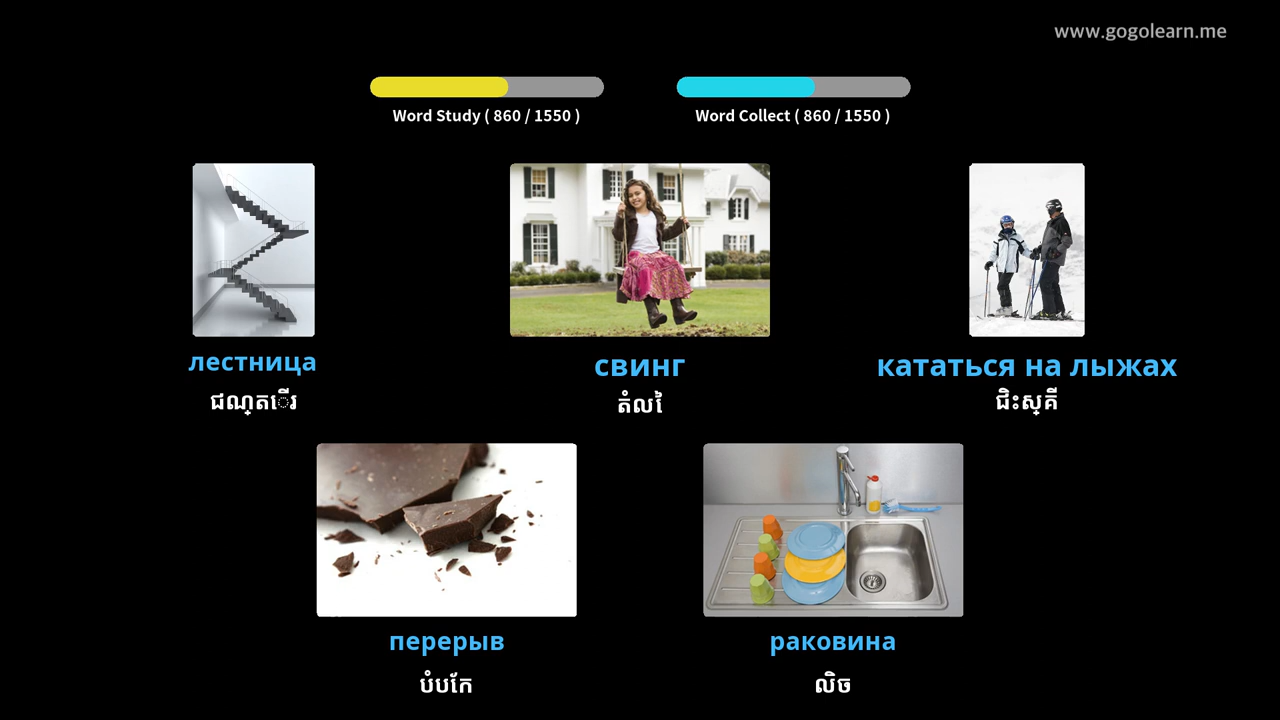 www.gogolearn.me
Word Study ( 860 / 1550 )
Word Collect ( 860 / 1550 )
лестница
ជណ្តើរ
свинг
តំលៃ
кататься на лыжах
ជិះស្គី
перерыв
បំបកែ
раковина
លិច